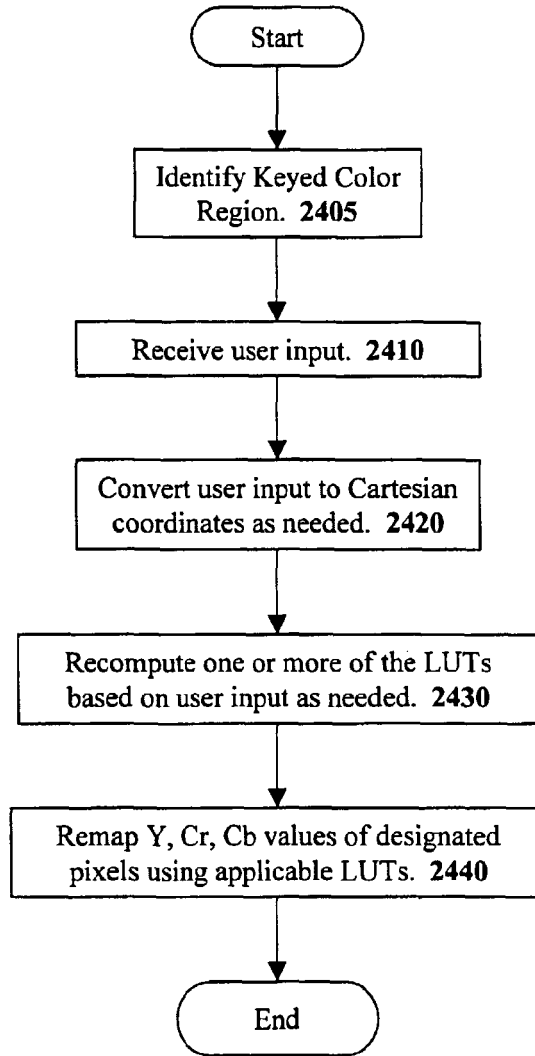 Start
Identify Keyed Color
Region. 2405
Receive user input. 2410
Convert user input to Cartesian
coordinates as needed. 2420
Recompute one or more of the LUTs
based on user input as needed. 2430
Remap Y, Cr, Cb values of designated
pixels using applicable LUTs. 2440
End